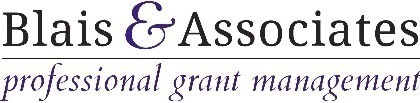 Blais & Associates
professional grant management